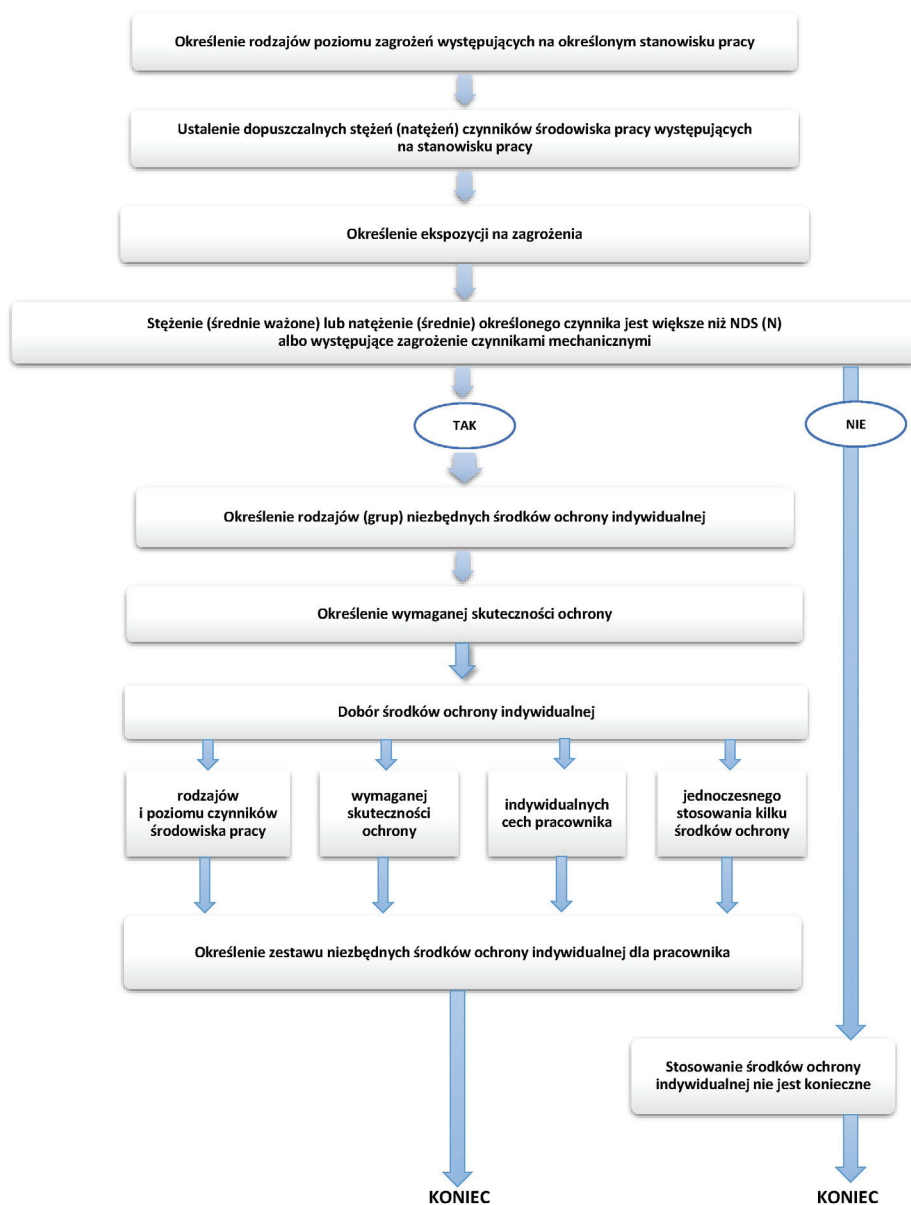 Określenie rodzajów poziomu zagrożeń występujących na określonym stanowisku pracy
Ustalenie dopuszczalnych stężeń (natężeń) czynników środowiska pracy występujących
na stanowisku pracy
Określenie ekspozycji na zagrożenia
Stężenie (średnie ważone) lub natężenie (średnie) określonego czynnika jest większe niż NDS (N)
albo występujące zagrożenie czynnikami mechanicznymi
TAK
NIE
Określenie rodzajów (grup) niezbędnych środków ochrony indywidualnej
Określenie wymaganej skuteczności ochrony
Dobór środków ochrony indywidualnej
rodzajów
i poziomu czynników
środowiska pracy
wymaganej
skuteczności
ochrony
indywidualnych
cech pracownika
jednoczesnego
stosowania kilku
środków ochrony
Określenie zestawu niezbędnych środków ochrony indywidualnej dla pracownika
Stosowanie środków ochrony
indywidualnej nie jest konieczne
KONIEC
KONIEC